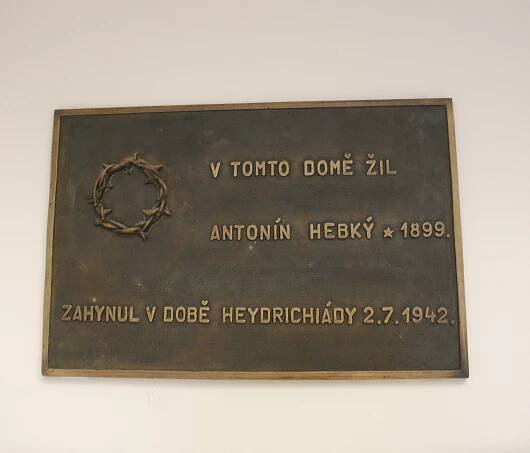 V TOMTO DOMĚ ŽIL
ANTONÍN HEBKÝ ★ 1899.
ZAHYNUL V DOBĚ HEYDRICHIÁDY 2.7.1942.